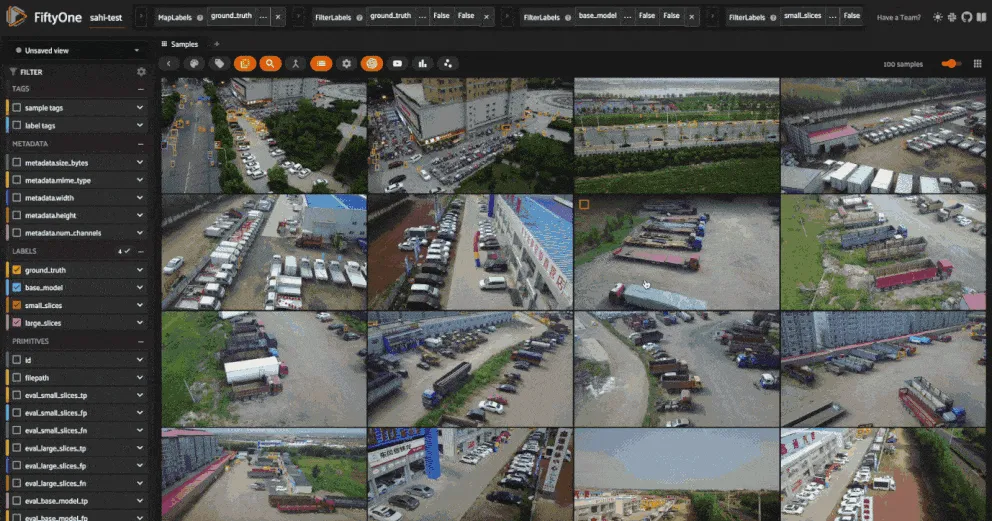 FiftyOne sahl-test
MapLabels ground_truth ... FilterLabels ground_truth ... False False FilterLabels base_model ... False False FilterLabels small_slices ... False
Have a Team?
Unsaved view
Samples +
FILTER
100 samples
TAGS
sample tags
label tags
METADATA
metadata.size_bytes
metadata.mime_type
metadata.width
metadata.height
metadata.num_channels
LABELS 4
ground_truth
base_model
small_slices
large_slices
PRIMITIVES
id
filepath
eval_small_slices_tp
eval_small_slices_fp
eval_small_slices_fn
eval_large_slices_tp
eval_large_slices_fp
eval_large_slices_fn
eval_base_model_tp
eval_base_model_fp